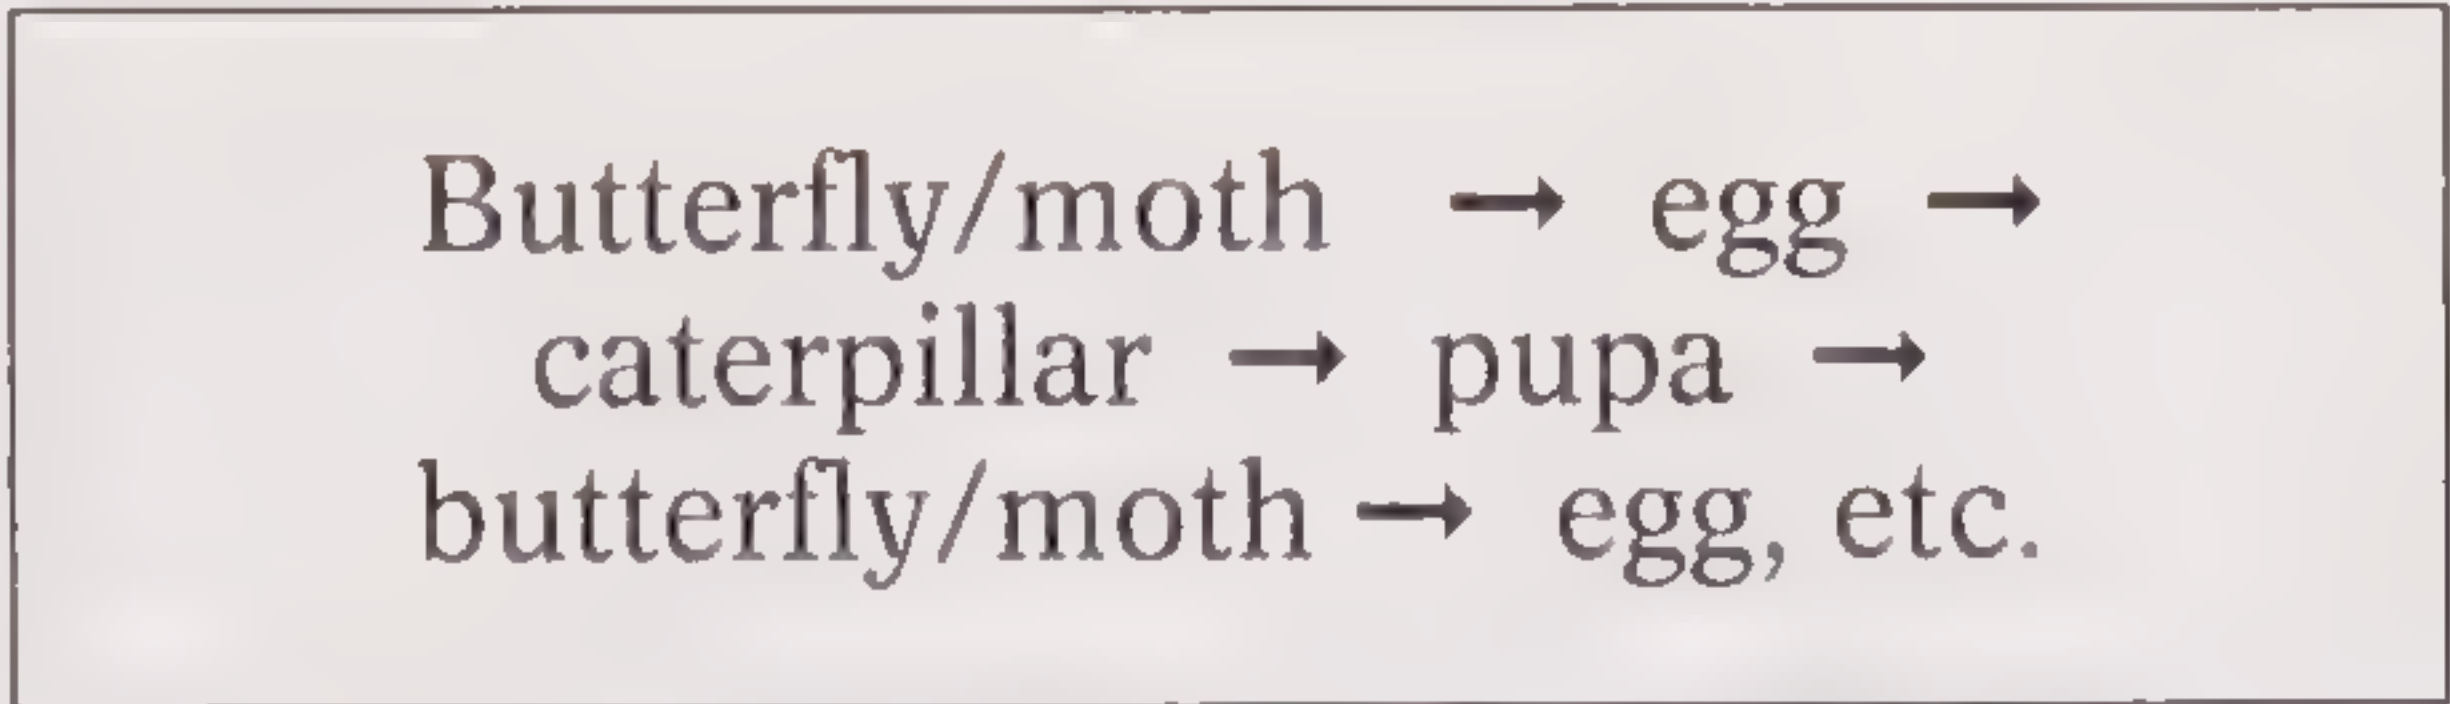 Butterfly/moth → egg →
caterpillar → pupa →
butterfly/moth → egg, etc.